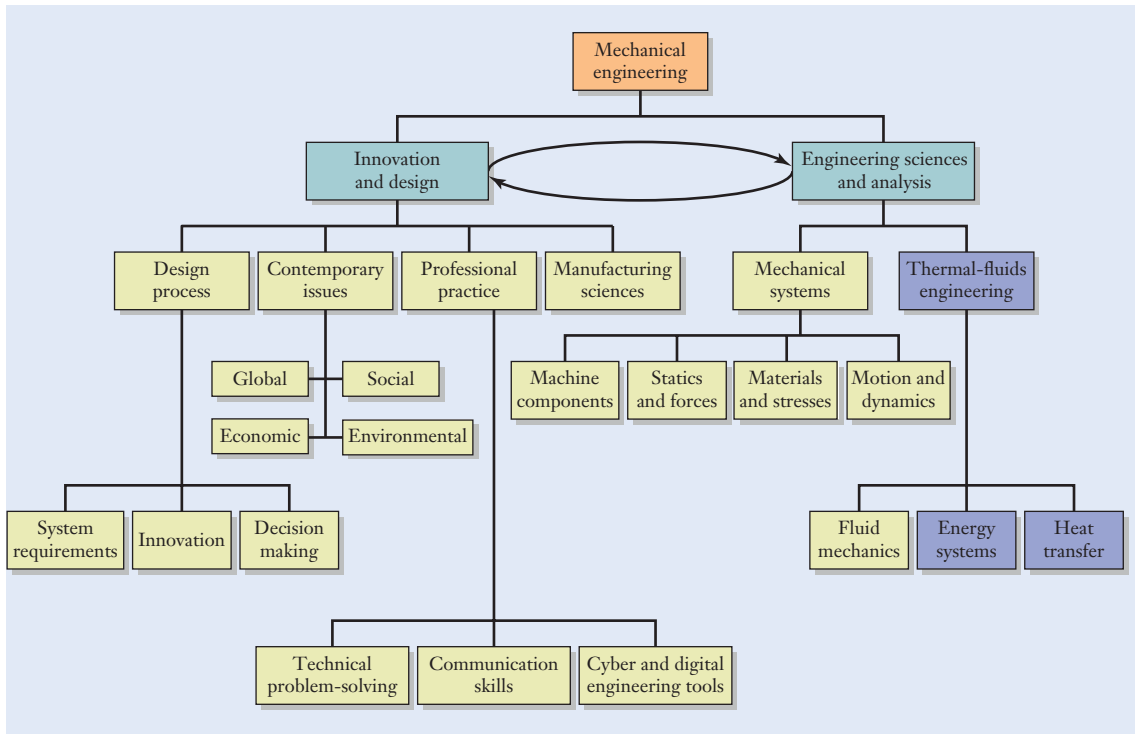 Mechanical
engineering
Innovation
and design
Engineering sciences
and analysis
Design
process
Contemporary
issues
Professional
practice
Manufacturing
sciences
Mechanical
systems
Thermal-fluids
engineering
Global
Social
Economic
Environmental
Machine
components
Statics
and forces
Materials
and stresses
Motion and
dynamics
System
requirements
Innovation
Decision
making
Fluid
mechanics
Energy
systems
Heat
transfer
Technical
problem-solving
Communication
skills
Cyber and digital
engineering tools